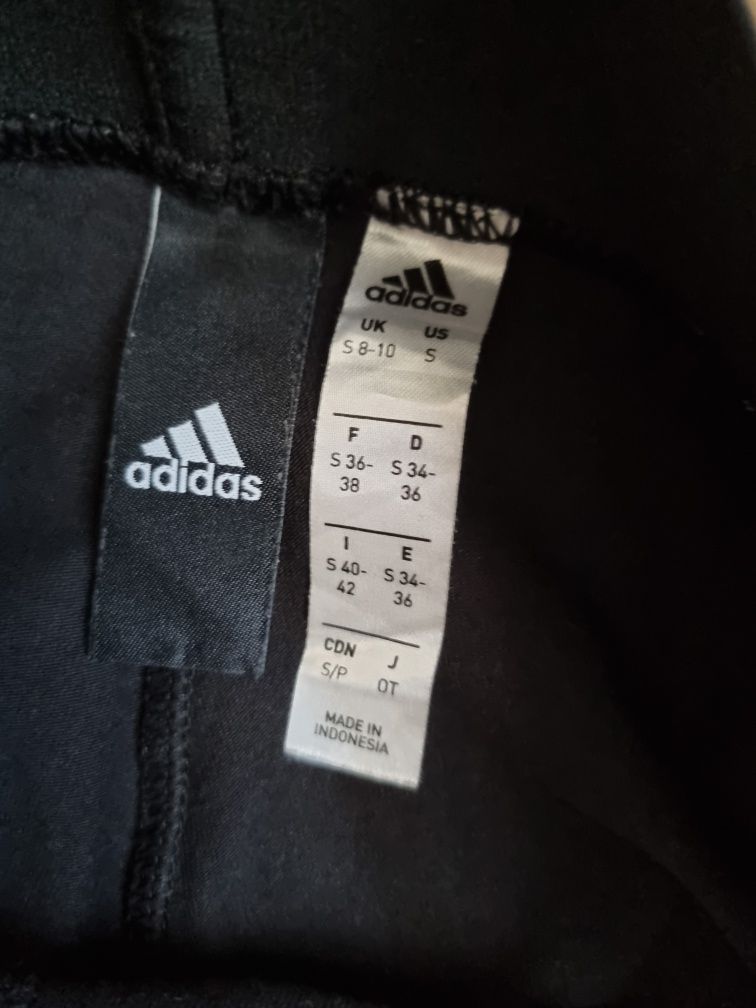 adidas
adidas
UK US
S 8-10 S
F D
S 36- S 34-
38 36
I E
S 40- S 34-
42 36
CDN J
S/P OT
MADE IN
INDONESIA